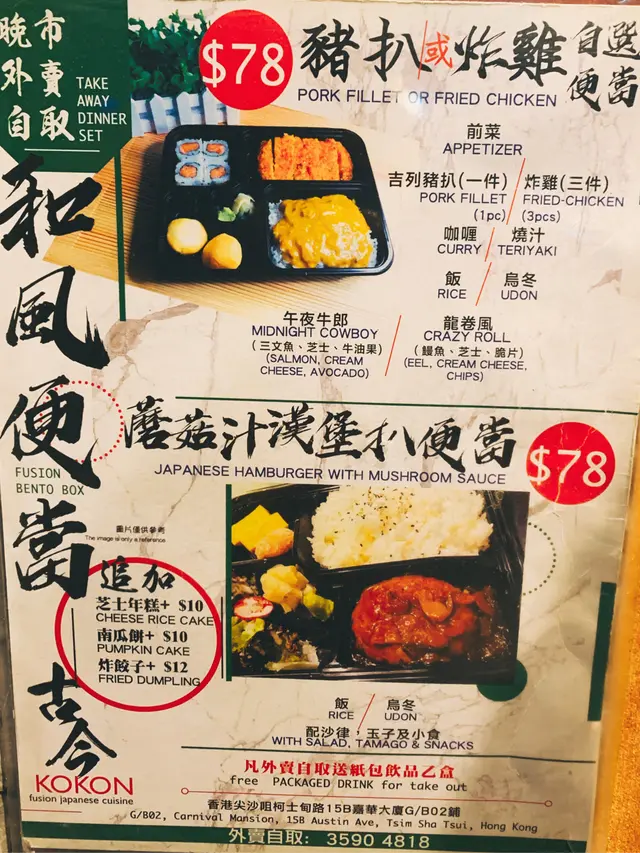 晚市
外賣
自取
TAKE
AWAY
DINNER
SET
$78
豬扒或炸雞自選便當
PORK FILLET OR FRIED CHICKEN
前菜
APPETIZER
吉列豬扒(一件) / 炸雞(三件)
PORK FILLET / FRIED-CHICKEN
(1pc) (3pcs)
咖喱 / 燒汁
CURRY / TERIYAKI
飯 / 烏冬
RICE / UDON
午夜牛郎
MIDNIGHT COWBOY
(三文魚、芝士、牛油果)
(SALMON, CREAM
CHEESE, AVOCADO)
龍卷風
CRAZY ROLL
(鰻魚、芝士、脆片)
(EEL, CREAM CHEESE,
CHIPS)
和風便當
FUSION
BENTO BOX
古今
KOKON
fusion japanese cuisine
蘑菇汁漢堡扒便當
JAPANESE HAMBURGER WITH MUSHROOM SAUCE
$78
圖片僅供參考
The image is only a reference
追加
芝士年糕+ $10
CHEESE RICE CAKE
南瓜餅+ $10
PUMPKIN CAKE
炸餃子+ $12
FRIED DUMPLING
飯 / 烏冬
RICE / UDON
配沙律，玉子及小食
WITH SALAD, TAMAGO & SNACKS
凡外賣自取送紙包飲品乙盒
free PACKAGED DRINK for take out
香港尖沙咀柯士甸路15B嘉華大廈G/B02鋪
G/B02, Carnival Mansion, 15B Austin Ave, Tsim Sha Tsui, Hong Kong
外賣自取: 3590 4818